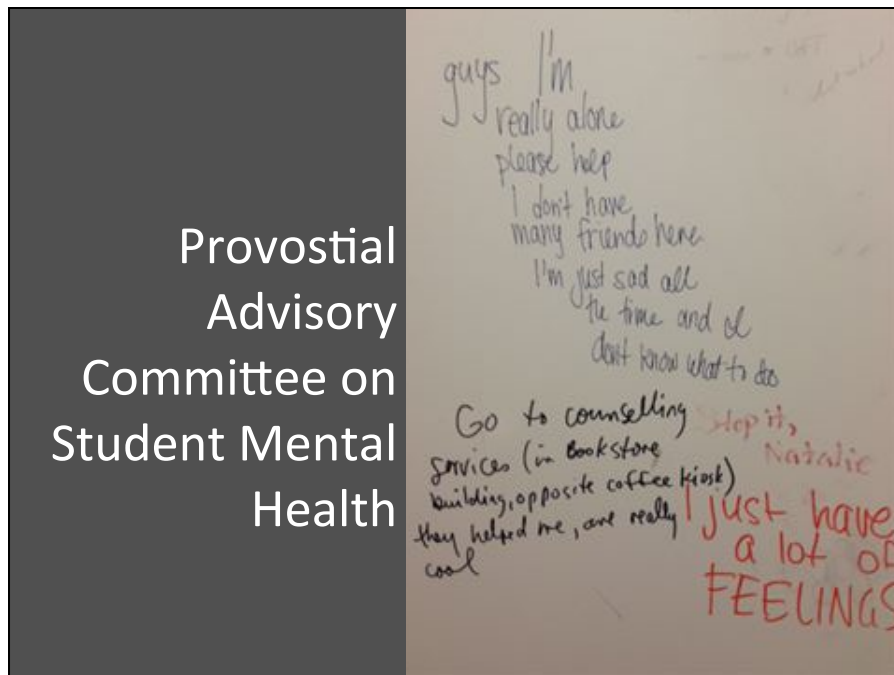 Provostial
Advisory
Committee on
Student Mental
Health
guys I'm
really alone
please help
I don't have
many friends here
I'm just sad all
the time and I
don't know what to do
Go to counselling
services (in Bookstore
building, opposite coffee kiosk)
they helped me, are really
cool
Stop it,
Natalie
I just have
a lot of
FEELINGS